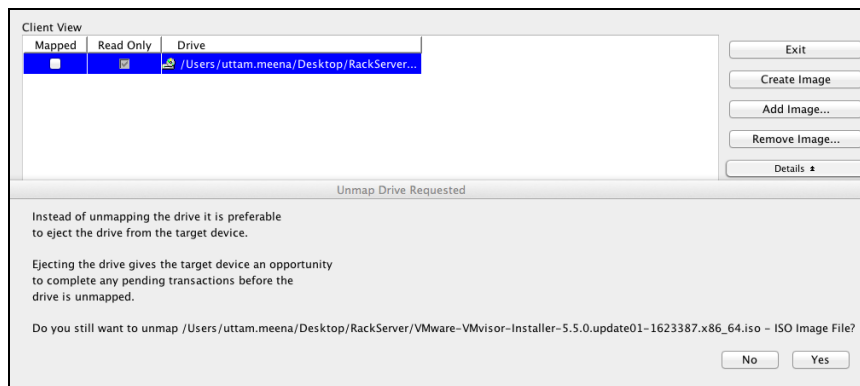 Client View
Mapped Read Only Drive
/Users/uttam.meena/Desktop/RackServer...
Exit
Create Image
Add Image...
Remove Image...
Details
Unmap Drive Requested
Instead of unmapping the drive it is preferable
to eject the drive from the target device.
Ejecting the drive gives the target device an opportunity
to complete any pending transactions before the
drive is unmapped.
Do you still want to unmap /Users/uttam.meena/Desktop/RackServer/VMware-VMvisor-Installer-5.5.0.update01-1623387.x86_64.iso – ISO Image File?
No Yes